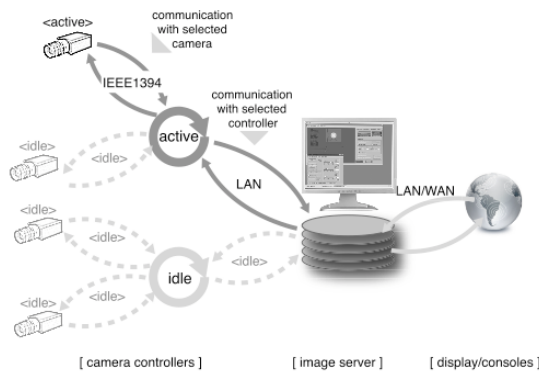 <active>
communication
with selected
camera
IEEE1394
communication
with selected
controller
active
<idle>
<idle>
LAN
LAN/WAN
<idle>
<idle>
idle
<idle>
<idle>
<idle>
[ camera controllers ]
[ image server ]
[ display/consoles ]